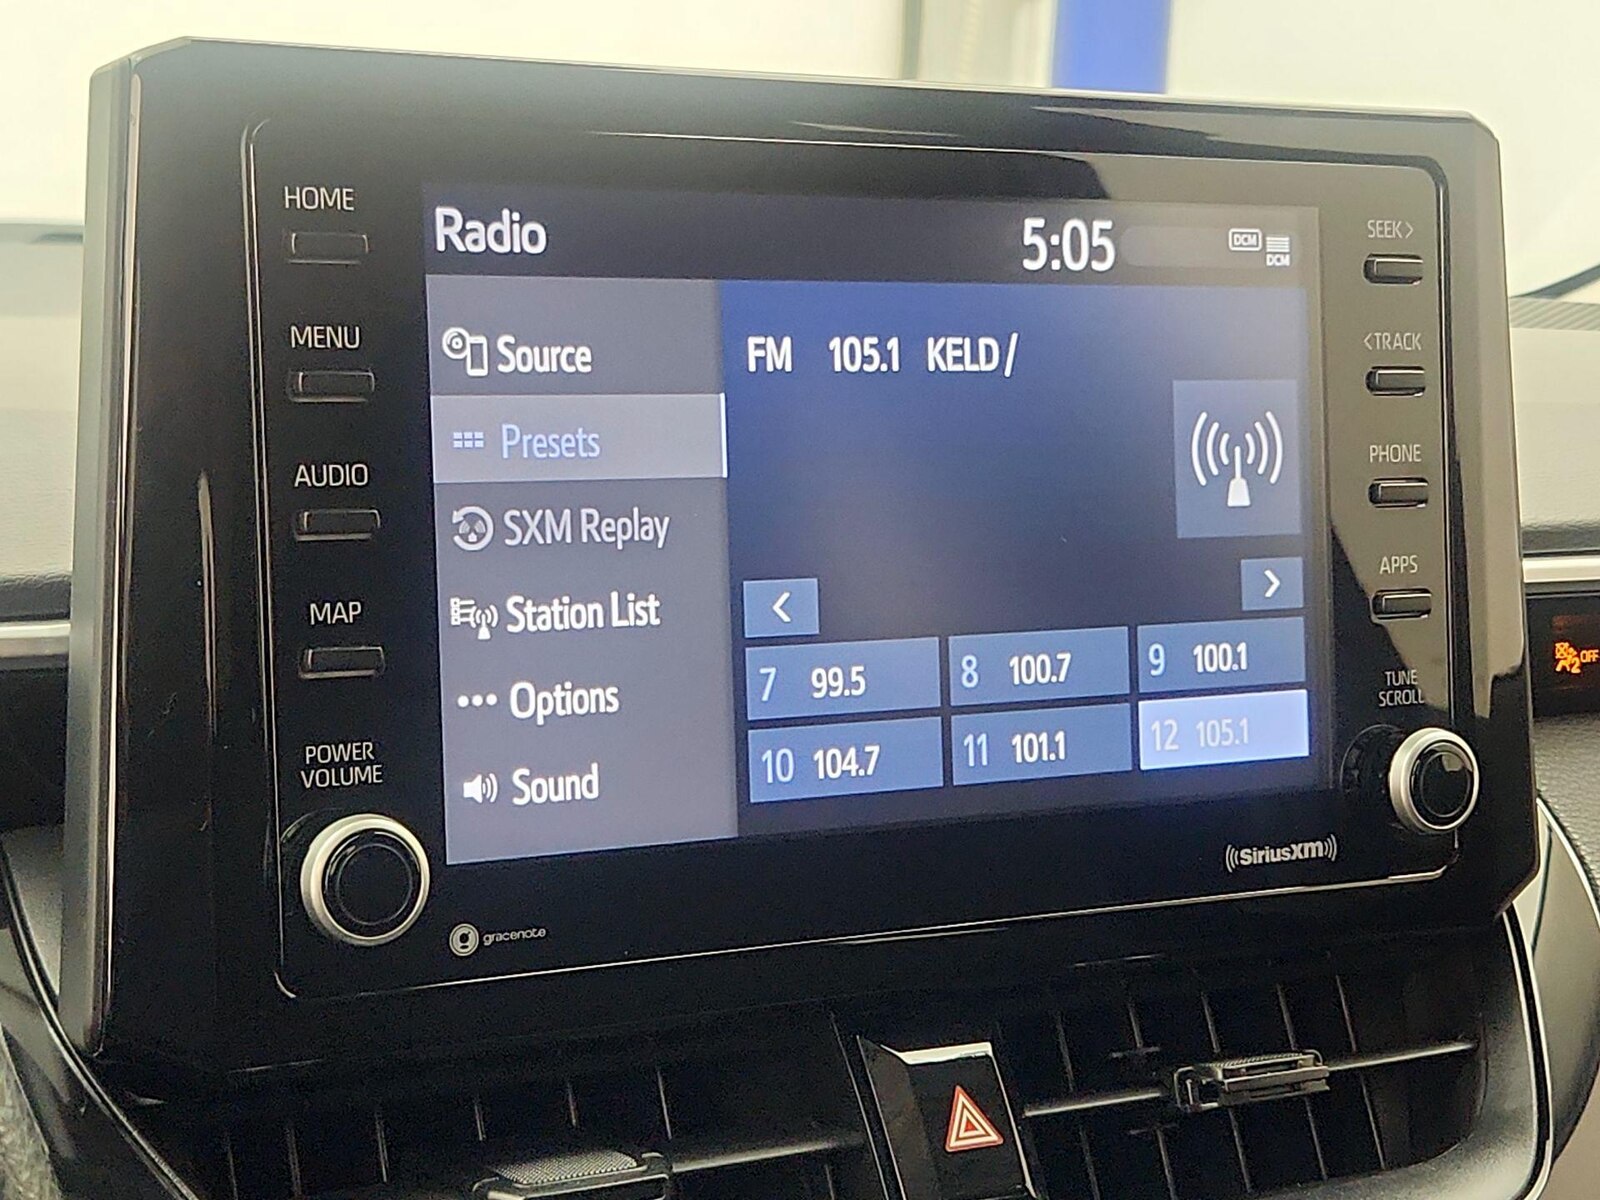 HOME
MENU
AUDIO
MAP
POWER
VOLUME
Radio
5:05
DCM
DCM
Source
Presets
SXM Replay
Station List
Options
Sound
FM 105.1 KELD/
<
>
7 99.5
8 100.7
9 100.1
10 104.7
11 101.1
12 105.1
SEEK>
<TRACK
PHONE
APPS
TUNE
SCROLL
gracenote
((SiriusXM))
2 OFF